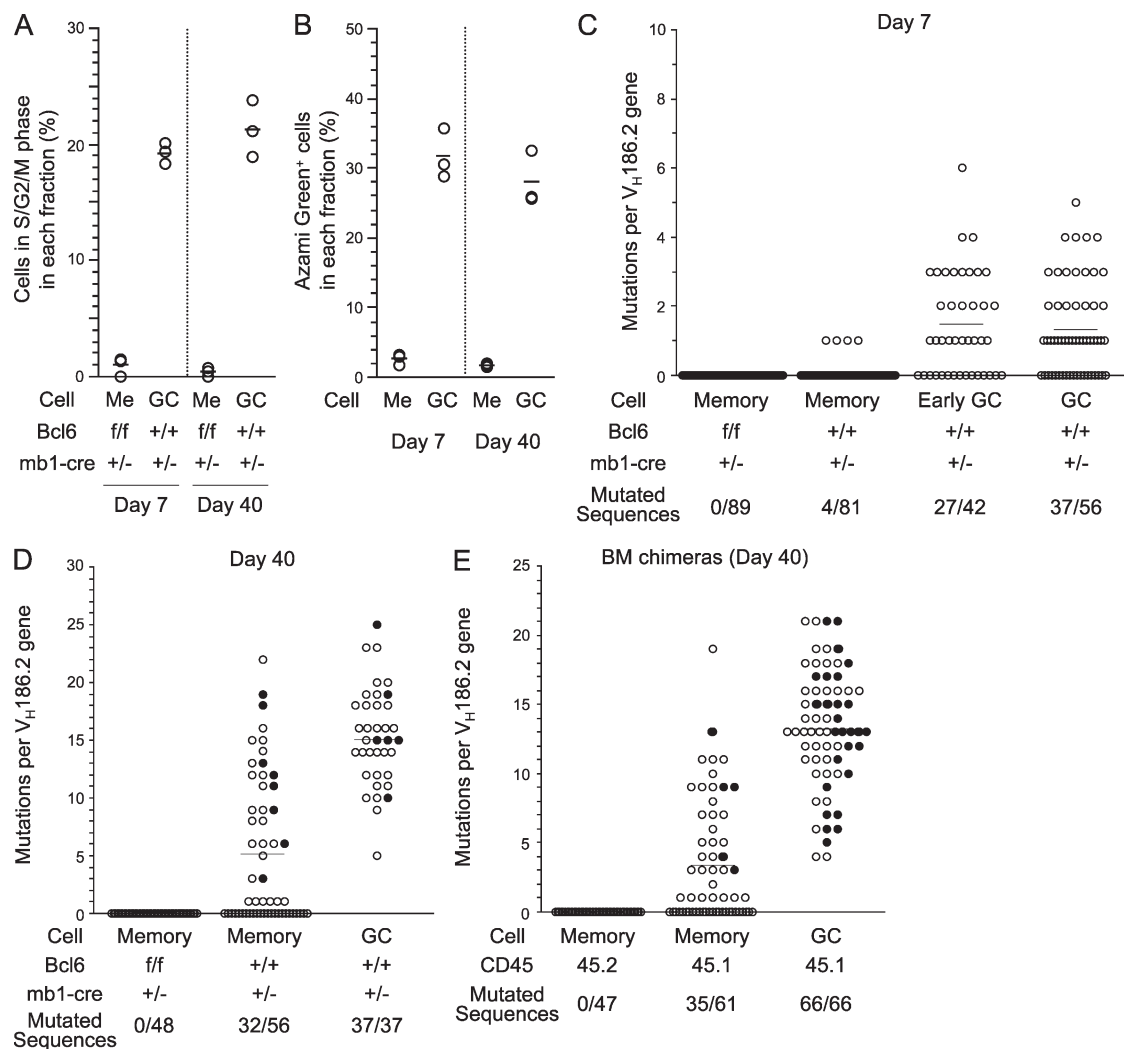 A
Cells in S/G2/M phase
in each fraction (%)
30
20
10
0
Cell Me GC Me GC
Bcl6 f/f +/+ f/f +/+
mb1-cre +/- +/- +/- +/-
Day 7 Day 40
B
Azami Green+ cells
in each fraction (%)
50
40
30
20
10
0
Cell Me GC Me GC
Day 7 Day 40
C
Day 7
Mutations per VH186.2 gene
10
8
6
4
2
0
Cell Memory Memory Early GC GC
Bcl6 f/f +/+ +/+ +/+
mb1-cre +/- +/- +/- +/-
Mutated
Sequences 0/89 4/81 27/42 37/56
D
Day 40
Mutations per VH186.2 gene
30
25
20
15
10
5
0
Cell Memory Memory GC
Bcl6 f/f +/+ +/+
mb1-cre +/- +/- +/-
Mutated
Sequences 0/48 32/56 37/37
E
BM chimeras (Day 40)
Mutations per VH186.2 gene
25
20
15
10
5
0
Cell Memory Memory GC
CD45 45.2 45.1 45.1
Mutated
Sequences 0/47 35/61 66/66